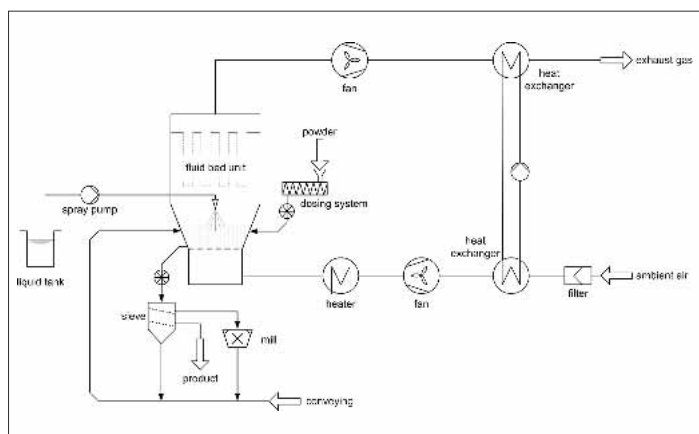 fan
heat
exchanger
exhaust gas
powder
fluid bed unit
dosing system
spray pump
liquid tank
heat
exchanger
heater
fan
filter
ambient air
sieve
mill
product
conveying